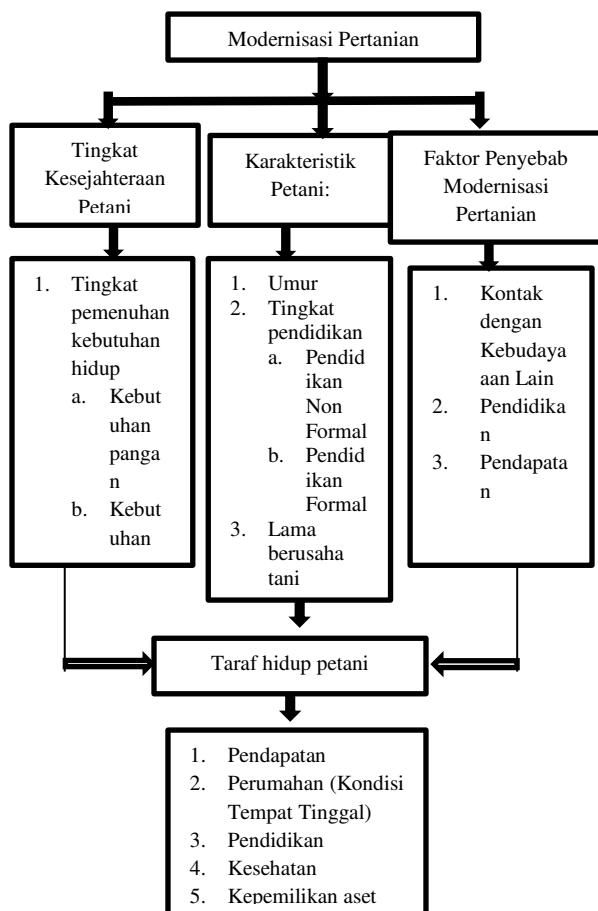 Modernisasi Pertanian
Tingkat
Kesejahteraan
Petani
Karakteristik
Petani:
Faktor Penyebab
Modernisasi
Pertanian
1. Tingkat
pemenuhan
kebutuhan
hidup
a. Kebut
uhan
panga
n
b. Kebut
uhan
1. Umur
2. Tingkat
pendidikan
a. Pendid
ikan
Non
Formal
b. Pendid
ikan
Formal
3. Lama
berusaha
tani
1. Kontak
dengan
Kebudaya
aan Lain
2. Pendidika
n
3. Pendapata
n
Taraf hidup petani
1. Pendapatan
2. Perumahan (Kondisi
Tempat Tinggal)
3. Pendidikan
4. Kesehatan
5. Kepemilikan aset